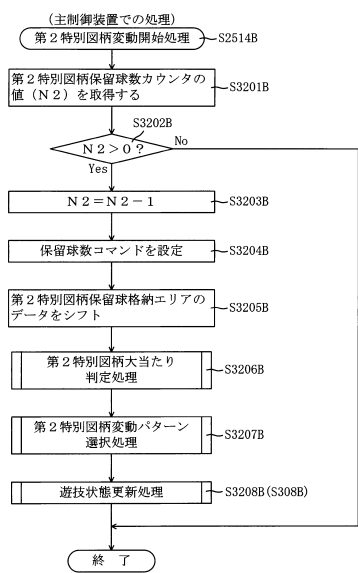 (主制御装置での処理)
第2特別図柄変動開始処理 S2514B
第2特別図柄保留球数カウンタの
値(N2)を取得する S3201B
S3202B
N2>0? No
Yes
N2=N2-1 S3203B
保留球数コマンドを設定 S3204B
第2特別図柄保留球格納エリアの
データをシフト S3205B
第2特別図柄大当たり
判定処理 S3206B
第2特別図柄変動パターン
選択処理 S3207B
遊技状態更新処理 S3208B(S308B)
終 了